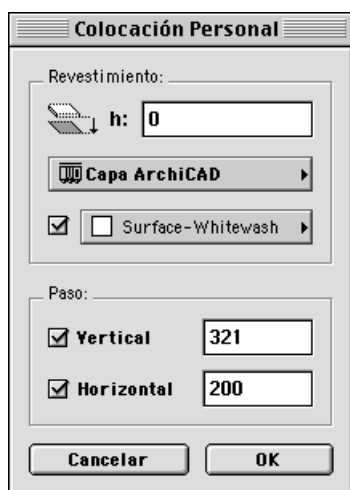 Colocación Personal
Revestimiento:
h: 0
Capa ArchiCAD
Surface-Whitewash
Paso:
Vertical 321
Horizontal 200
Cancelar OK